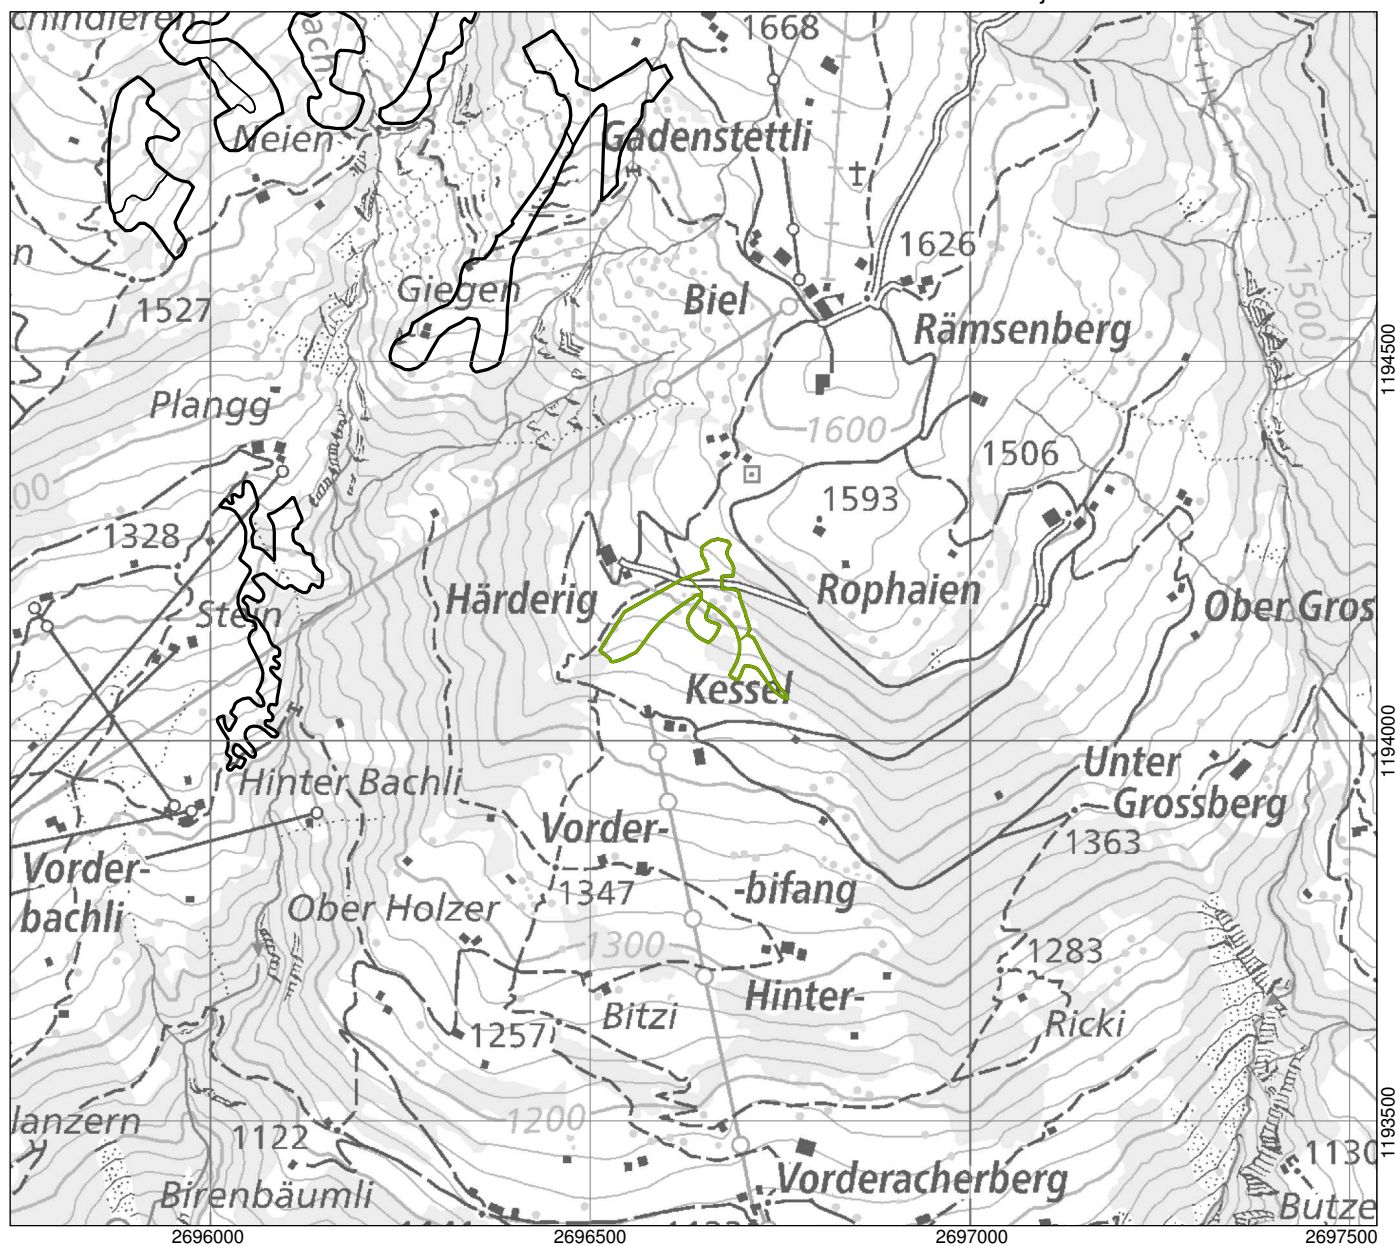 1668
Neien
Gadenstettli
1626
1527
Giegen
Biel
Rämsenberg
1500
1194500
Plangg
1600
1506
00
1593
1328
Härderig
Rophaien
Ober Gros
Stein
Kessel
1194000
Hinter Bachli
Unter
Grossberg
Vorder-
1363
Vorder-
bachli
1347
-bifang
Ober Holzer
1300
1283
Hinter-
Bitzi
Ricki
1257
1200
lanzern
1122
1193500
1130
Vorderacherberg
Birenbäumli
Butze
2696000
2696500
2697000
2697500